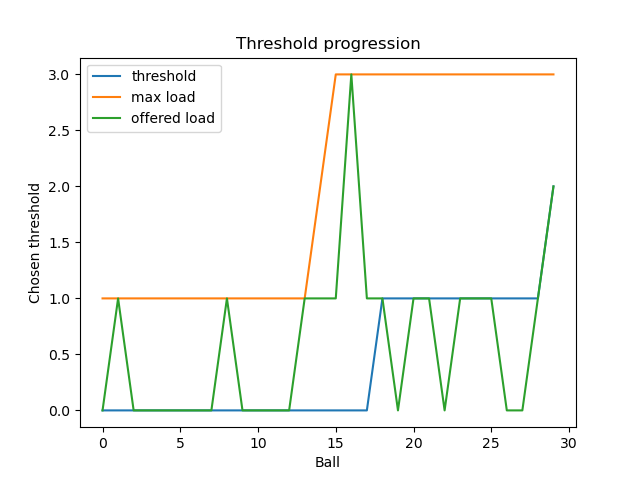 Threshold progression
threshold
max load
offered load
3.0
2.5
2.0
1.5
1.0
0.5
0.0
Chosen threshold
0 5 10 15 20 25 30
Ball